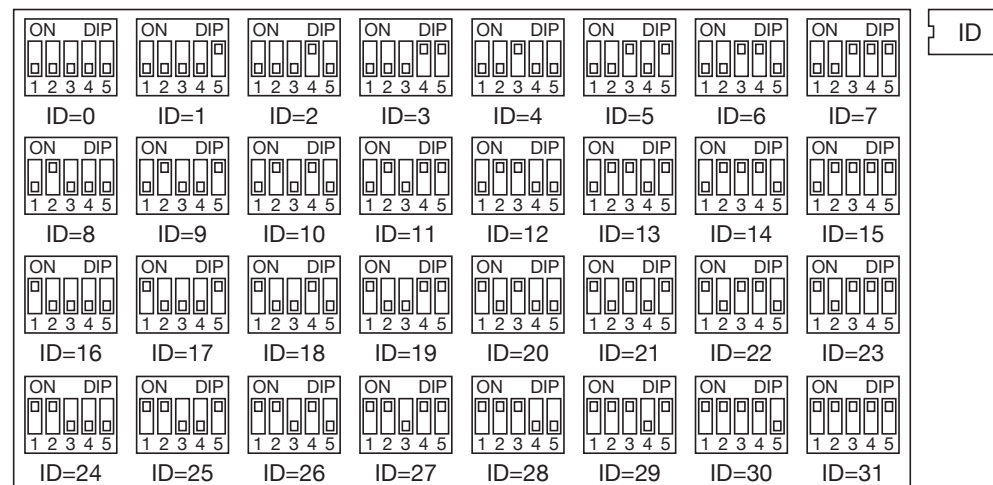 ON DIP ON DIP ON DIP ON DIP ON DIP ON DIP ON DIP ON DIP ID
1 2 3 4 5 1 2 3 4 5 1 2 3 4 5 1 2 3 4 5 1 2 3 4 5 1 2 3 4 5 1 2 3 4 5 1 2 3 4 5
ID=0 ID=1 ID=2 ID=3 ID=4 ID=5 ID=6 ID=7
ON DIP ON DIP ON DIP ON DIP ON DIP ON DIP ON DIP ON DIP
1 2 3 4 5 1 2 3 4 5 1 2 3 4 5 1 2 3 4 5 1 2 3 4 5 1 2 3 4 5 1 2 3 4 5 1 2 3 4 5
ID=8 ID=9 ID=10 ID=11 ID=12 ID=13 ID=14 ID=15
ON DIP ON DIP ON DIP ON DIP ON DIP ON DIP ON DIP ON DIP
1 2 3 4 5 1 2 3 4 5 1 2 3 4 5 1 2 3 4 5 1 2 3 4 5 1 2 3 4 5 1 2 3 4 5 1 2 3 4 5
ID=16 ID=17 ID=18 ID=19 ID=20 ID=21 ID=22 ID=23
ON DIP ON DIP ON DIP ON DIP ON DIP ON DIP ON DIP ON DIP
1 2 3 4 5 1 2 3 4 5 1 2 3 4 5 1 2 3 4 5 1 2 3 4 5 1 2 3 4 5 1 2 3 4 5 1 2 3 4 5
ID=24 ID=25 ID=26 ID=27 ID=28 ID=29 ID=30 ID=31